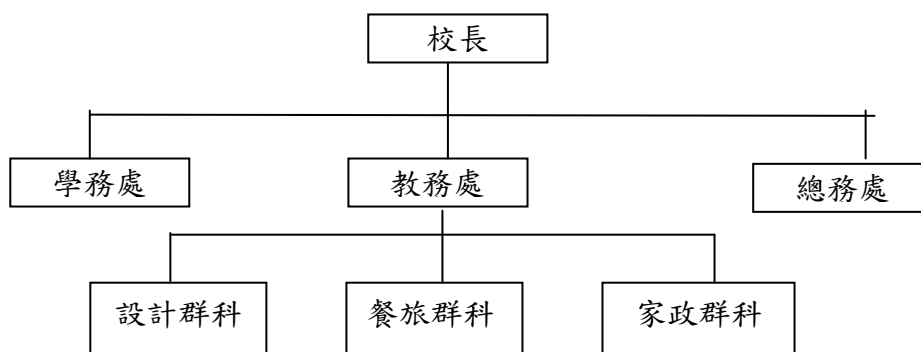 校長
學務處
教務處
總務處
設計群科
餐旅群科
家政群科